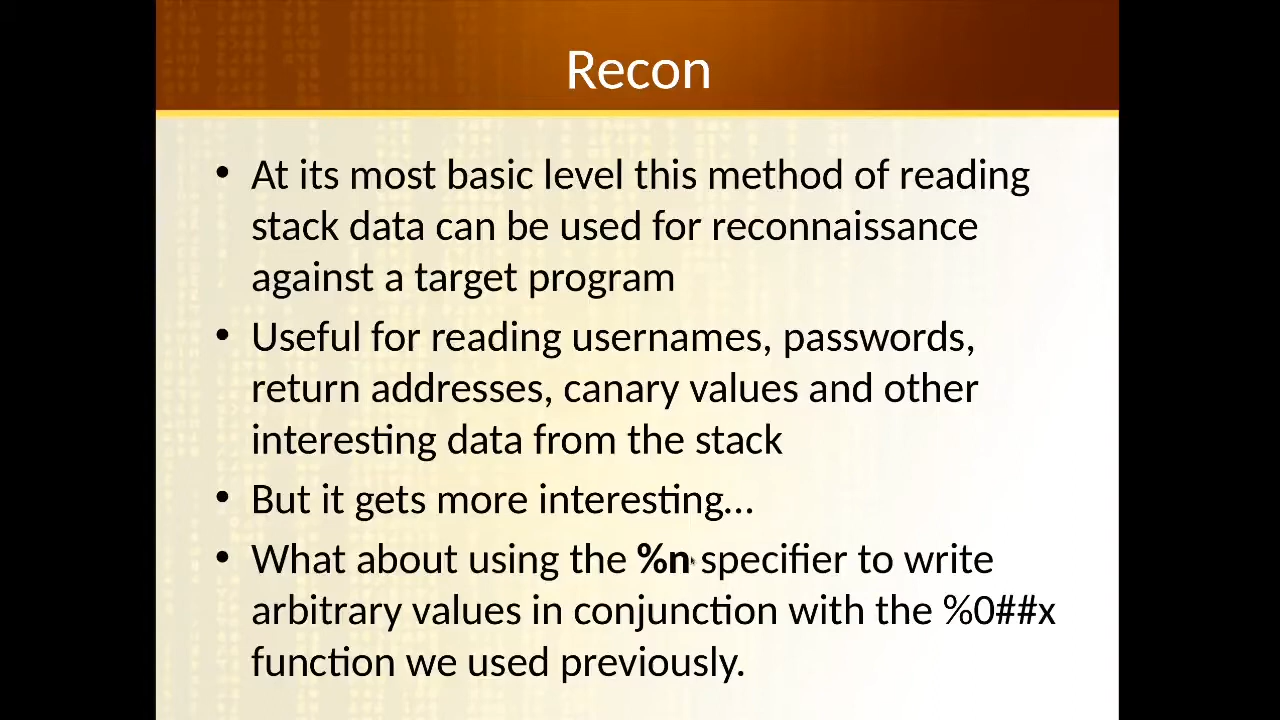 Recon
• At its most basic level this method of reading
stack data can be used for reconnaissance
against a target program
• Useful for reading usernames, passwords,
return addresses, canary values and other
interesting data from the stack
• But it gets more interesting...
• What about using the %n specifier to write
arbitrary values in conjunction with the %0##x
function we used previously.